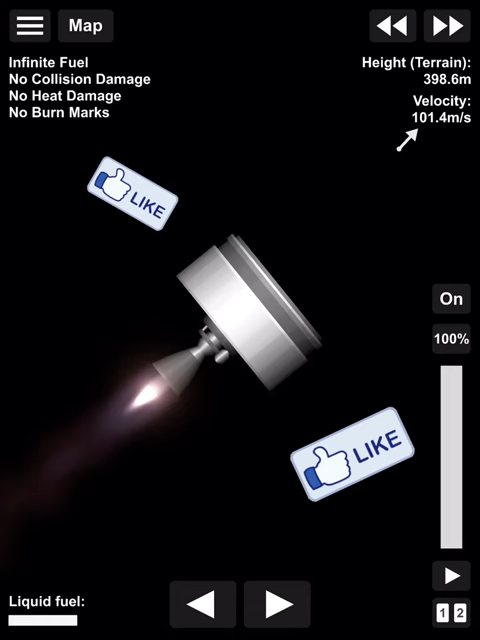 Map
Infinite Fuel
No Collision Damage
No Heat Damage
No Burn Marks
Height (Terrain):
398.6m
Velocity:
101.4m/s
LIKE
On
100%
LIKE
Liquid fuel:
1 2